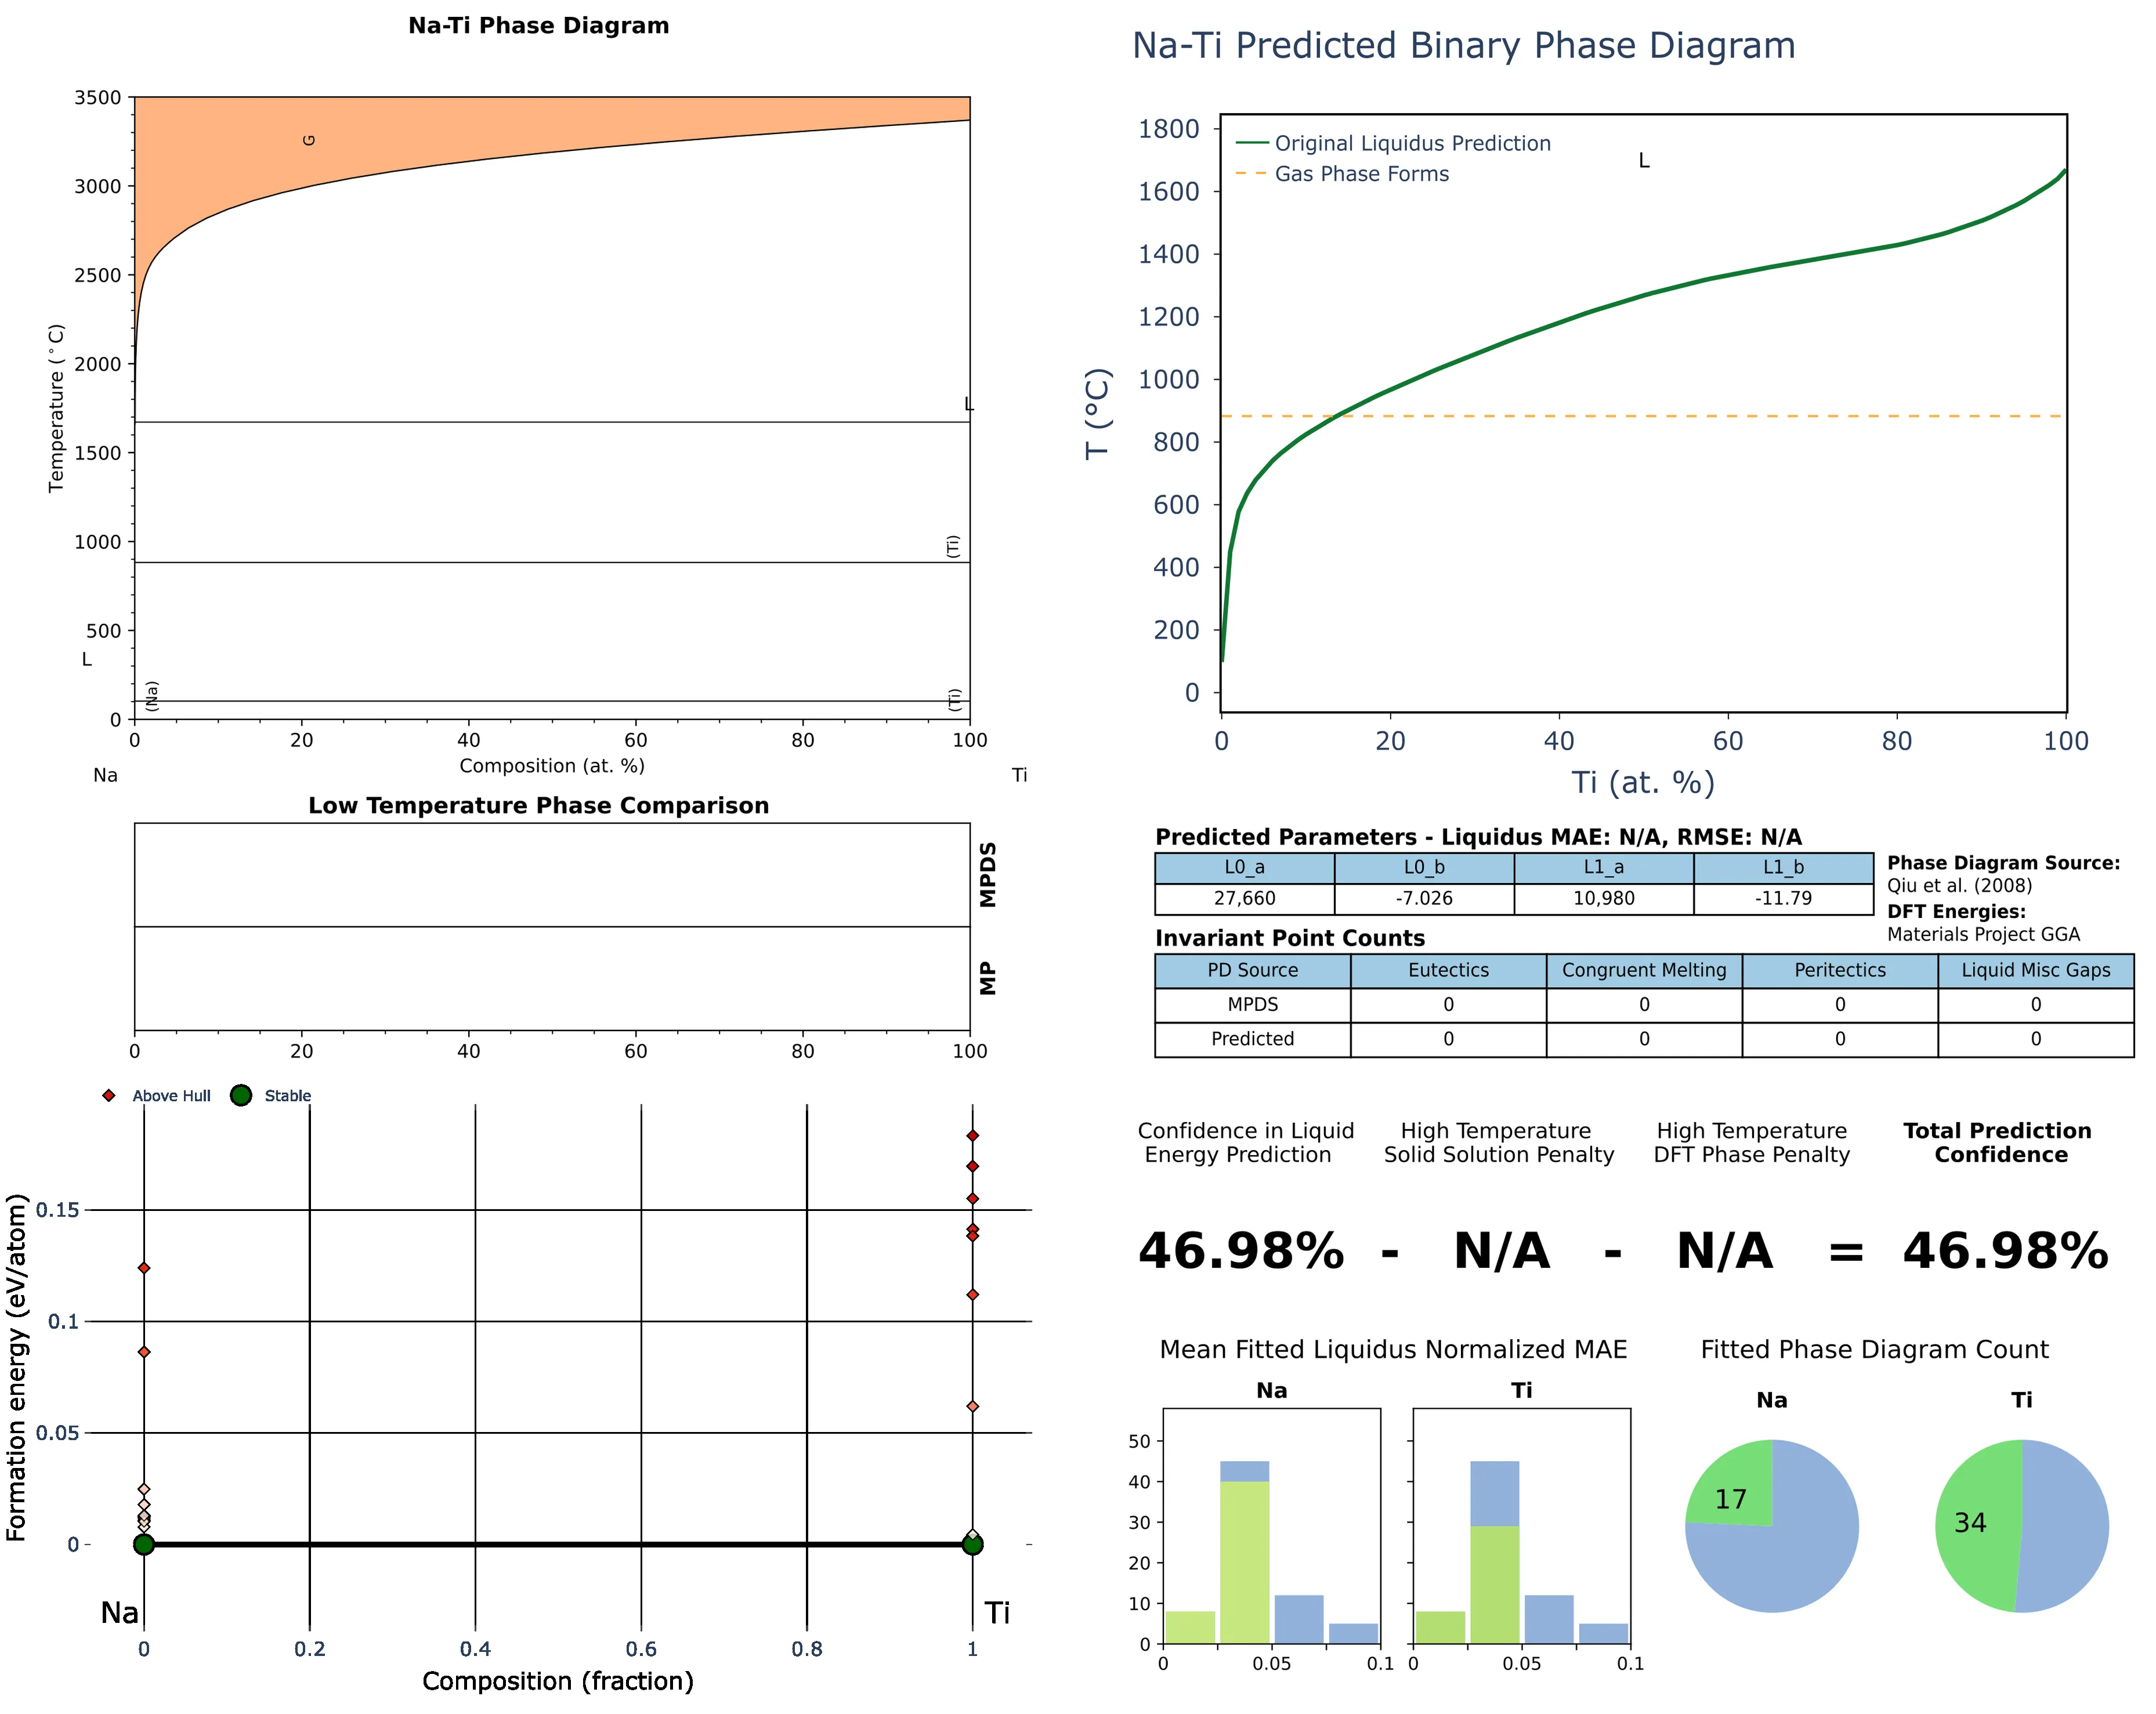 Na-Ti Phase Diagram
3500
3000
2500
2000
1500
1000
500
0
Temperature (°C)
G
L
(Ti)
L
(Na)
(Ti)
0 20 40 60 80 100
Composition (at. %)
Na Ti
Low Temperature Phase Comparison
MPDS
MP
0 20 40 60 80 100
Above Hull Stable
Formation energy (eV/atom)
0.15
0.1
0.05
0
Na Ti
0 0.2 0.4 0.6 0.8 1
Composition (fraction)
Na-Ti Predicted Binary Phase Diagram
1800
1600
1400
1200
1000
800
600
400
200
0
T (°C)
Original Liquidus Prediction
Gas Phase Forms
L
0 20 40 60 80 100
Ti (at. %)
Predicted Parameters - Liquidus MAE: N/A, RMSE: N/A
L0_a L0_b L1_a L1_b
27,660 -7.026 10,980 -11.79
Phase Diagram Source:
Qiu et al. (2008)
DFT Energies:
Materials Project GGA
Invariant Point Counts
PD Source Eutectics Congruent Melting Peritectics Liquid Misc Gaps
MPDS 0 0 0 0
Predicted 0 0 0 0
Confidence in Liquid
Energy Prediction
High Temperature
Solid Solution Penalty
High Temperature
DFT Phase Penalty
Total Prediction
Confidence
46.98% - N/A - N/A = 46.98%
Mean Fitted Liquidus Normalized MAE
Na Ti
50
40
30
20
10
0
0 0.05 0.1 0 0.05 0.1
Fitted Phase Diagram Count
Na Ti
17 34